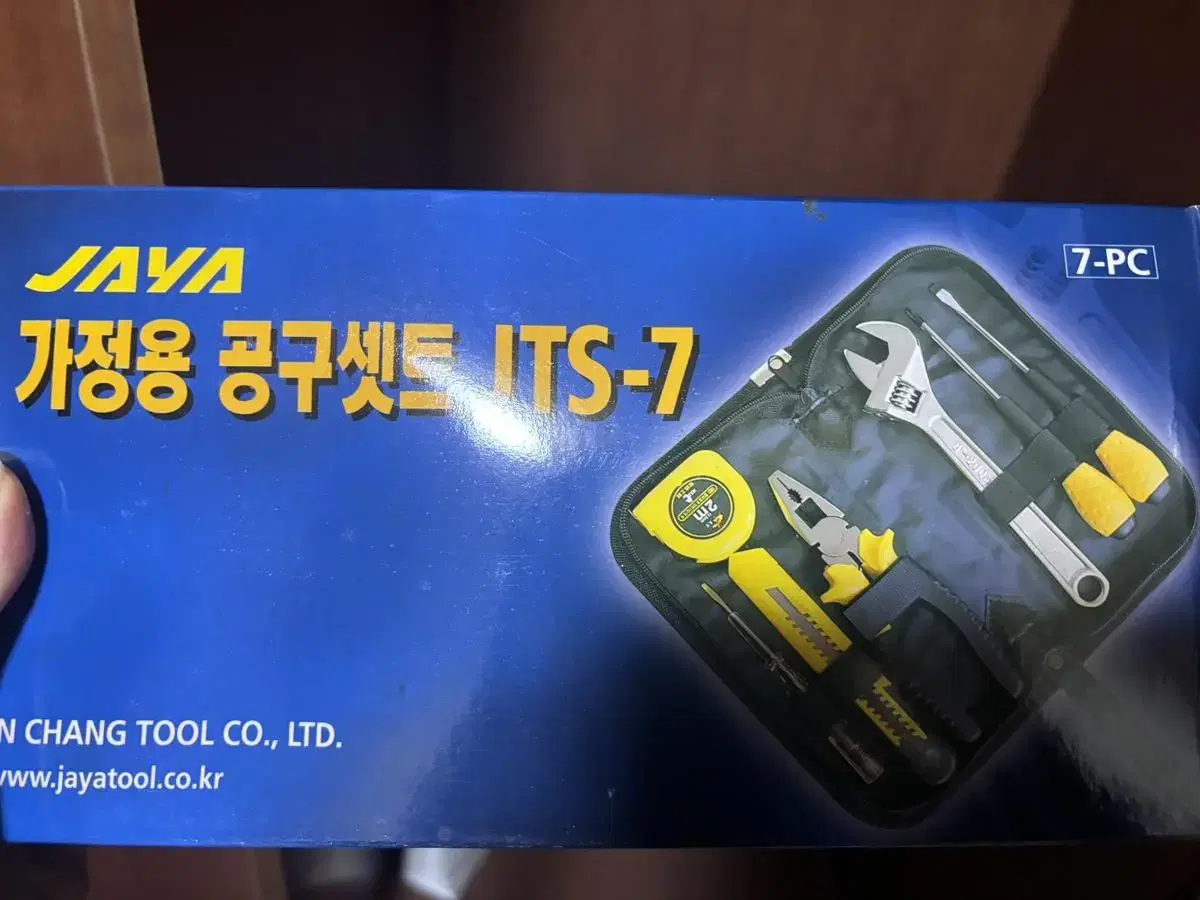 JAYA
7-PC
가정용 공구셋트 ITS-7
2m
N CHANG TOOL CO., LTD.
www.jayatool.co.kr